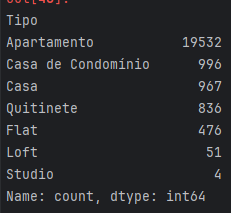 Tipo
Apartamento 19532
Casa de Condomínio 996
Casa 967
Quitinete 836
Flat 476
Loft 51
Studio 4
Name: count, dtype: int64